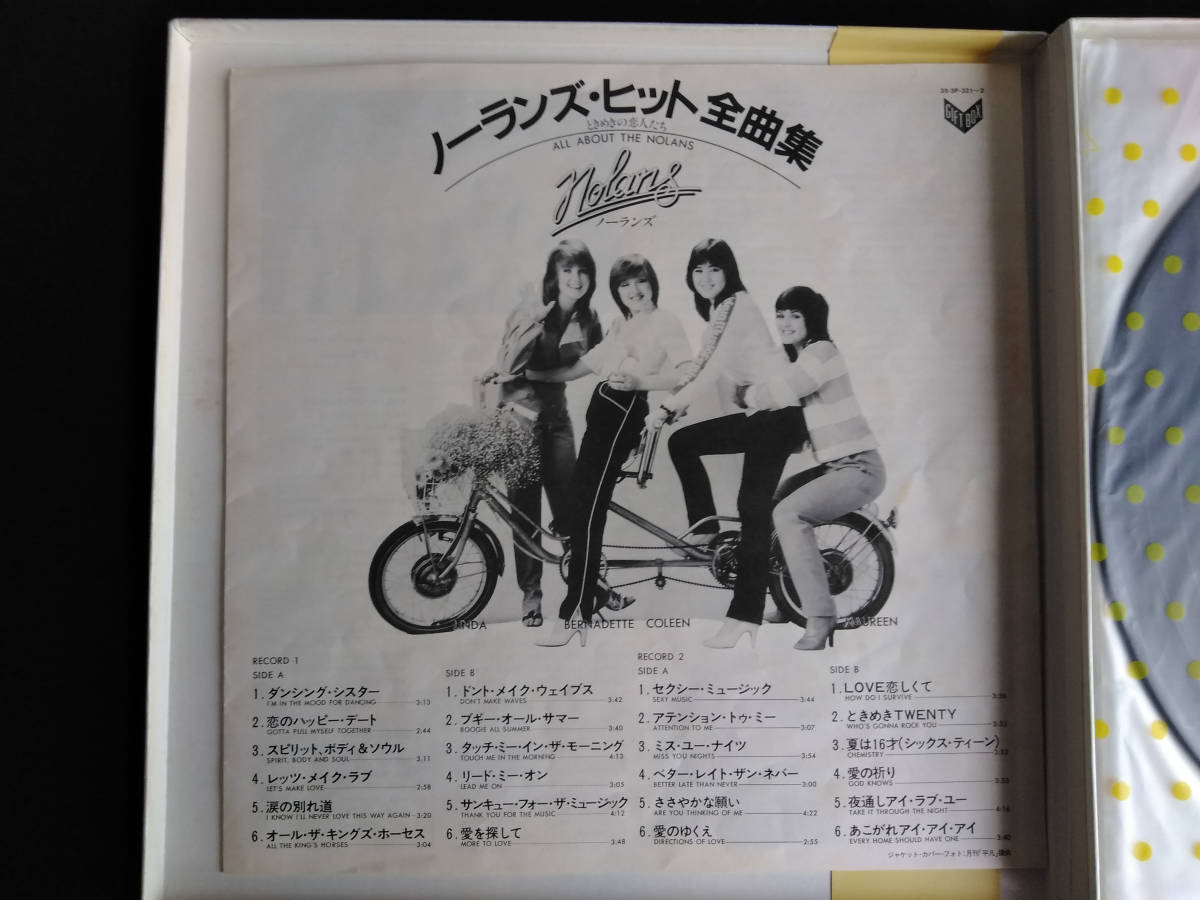 35・3P-321～2
GIFT BOX
ノーランズ・ヒット全曲集
ときめきの恋人たち
ALL ABOUT THE NOLANS
Nolans
ノーランズ
LINDA BERNADETTE COLEEN MAUREEN
RECORD 1
SIDE A
1. ダンシング・シスター
I'M IN THE MOOD FOR DANCING 3:13
2. 恋のハッピー・デート
GOTTA PULL MYSELF TOGETHER 2:44
3. スピリット、ボディ&ソウル
SPIRIT, BODY AND SOUL 3:11
4. レッツ・メイク・ラブ
LET'S MAKE LOVE 2:58
5. 涙の別れ道
I KNOW I'LL NEVER LOVE THIS WAY AGAIN 3:20
6. オール・ザ・キングズ・ホーセス
ALL THE KING'S HORSES 3:04
SIDE B
1. ドント・メイク・ウェイブス
DON'T MAKE WAVES 3:42
2. ブギー・オール・サマー
BOOGIE ALL SUMMER 3:40
3. タッチ・ミー・イン・ザ・モーニング
TOUCH ME IN THE MORNING 4:13
4. リード・ミー・オン
LEAD ME ON 3:05
5. サンキュー・フォー・ザ・ミュージック
THANK YOU FOR THE MUSIC 4:12
6. 愛を探して
MORE TO LOVE 3:48
RECORD 2
SIDE A
1. セクシー・ミュージック
SEXY MUSIC 3:44
2. アテンション・トゥ・ミー
ATTENTION TO ME 3:07
3. ミス・ユー・ナイツ
MISS YOU NIGHTS 3:54
4. ベター・レイト・ザン・ネバー
BETTER LATE THAN NEVER 3:00
5. ささやかな願い
ARE YOU THINKING OF ME 4:22
6. 愛のゆくえ
DIRECTIONS OF LOVE 2:55
SIDE B
1. LOVE恋しくて
HOW DO I SURVIVE 3:56
2. ときめきTWENTY
WHO'S GONNA ROCK YOU 3:33
3. 夏は16才(シックス・ティーン)
CHEMISTRY 3:32
4. 愛の祈り
GOD KNOWS 3:33
5. 夜通しアイ・ラブ・ユー
TAKE IT THROUGH THE NIGHT 4:16
6. あこがれアイ・アイ・アイ
EVERY HOME SHOULD HAVE ONE 3:40
ジャケット・カバー・フォト:月刊「平凡」提供